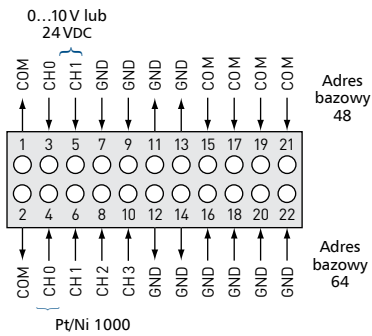 0...10 V lub
24 VDC
COM CH0 CH1 GND GND GND GND COM COM COM COM
Adres
bazowy
48
1 3 5 7 9 11 13 15 17 19 21
2 4 6 8 10 12 14 16 18 20 22
COM CH0 CH1 CH2 CH3 GND GND GND GND GND GND
Adres
bazowy
64
Pt/Ni 1000